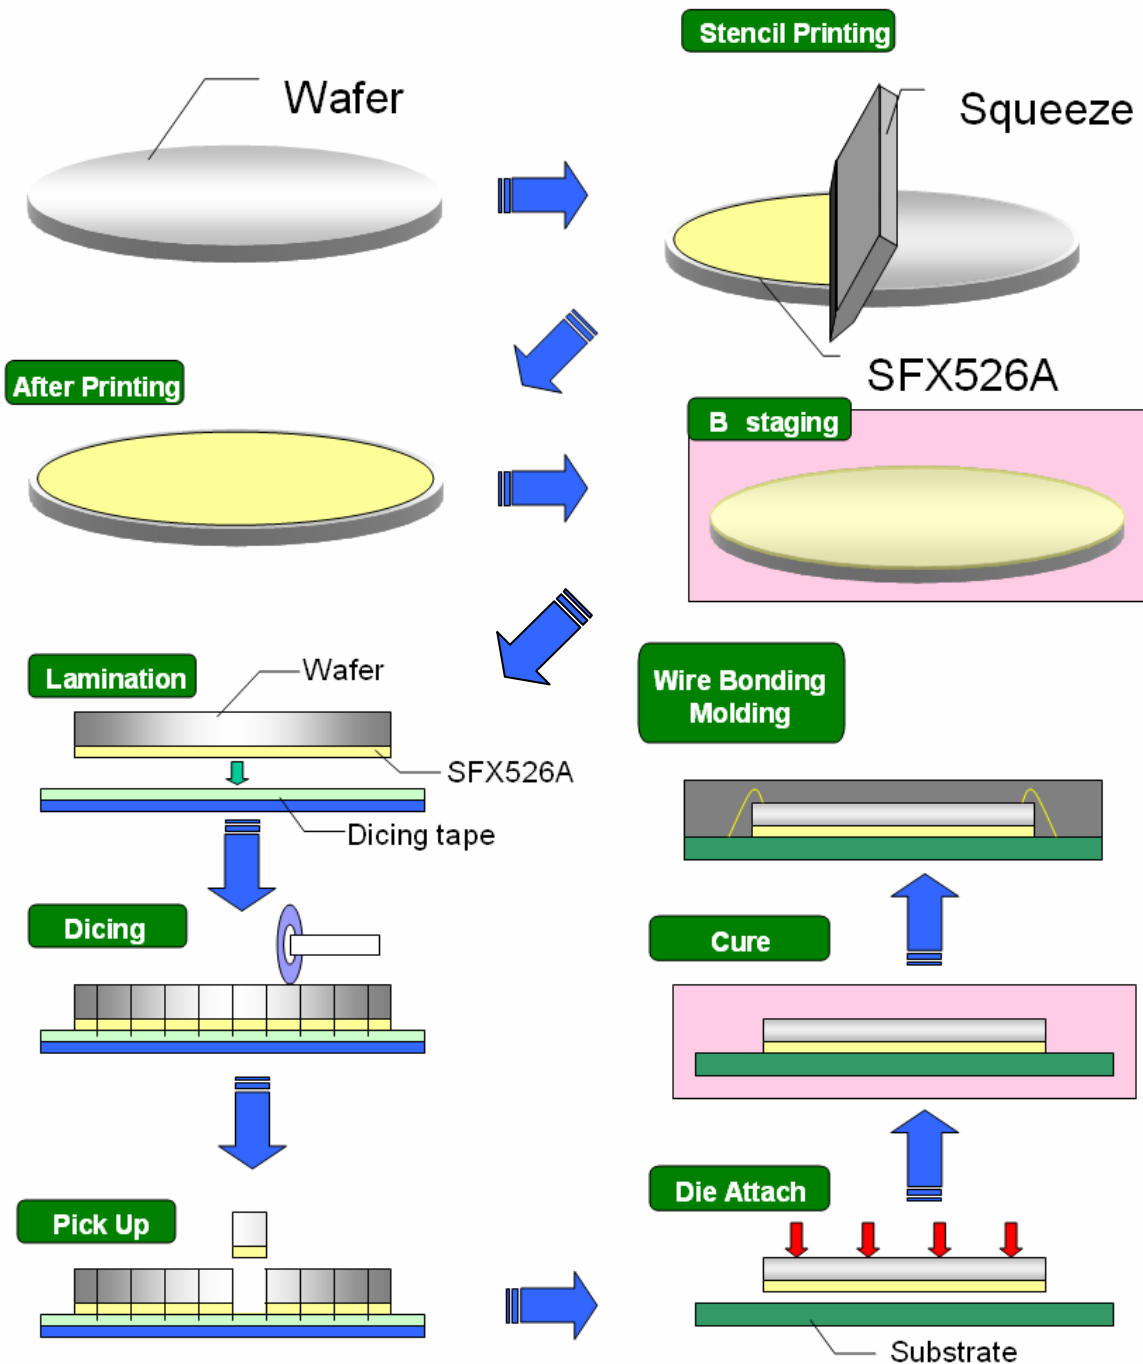 Stencil Printing
Wafer
Squeeze
SFX526A
After Printing
B staging
Lamination
Wafer
SFX526A
Dicing tape
Dicing
Pick Up
Wire Bonding
Molding
Cure
Die Attach
Substrate